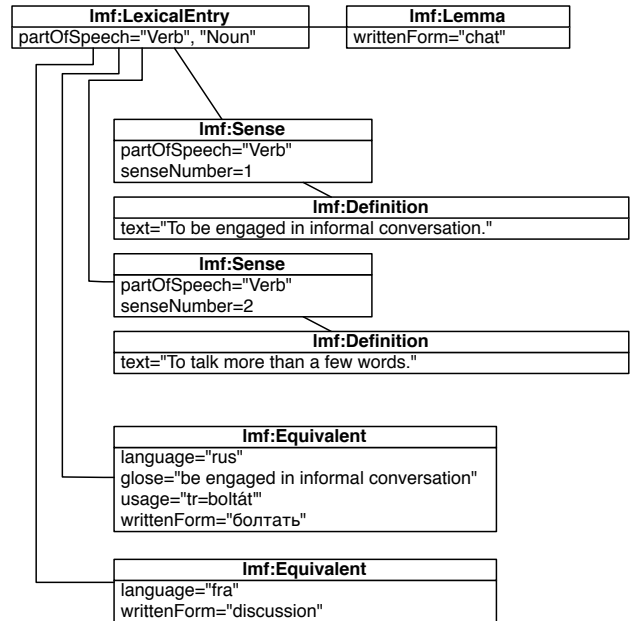 lmf:LexicalEntry
partOfSpeech="Verb", "Noun"
lmf:Lemma
writtenForm="chat"
lmf:Sense
partOfSpeech="Verb"
senseNumber=1
lmf:Definition
text="To be engaged in informal conversation."
lmf:Sense
partOfSpeech="Verb"
senseNumber=2
lmf:Definition
text="To talk more than a few words."
lmf:Equivalent
language="rus"
glose="be engaged in informal conversation"
usage="tr=boltát'"
writtenForm="болтать"
lmf:Equivalent
language="fra"
writtenForm="discussion"